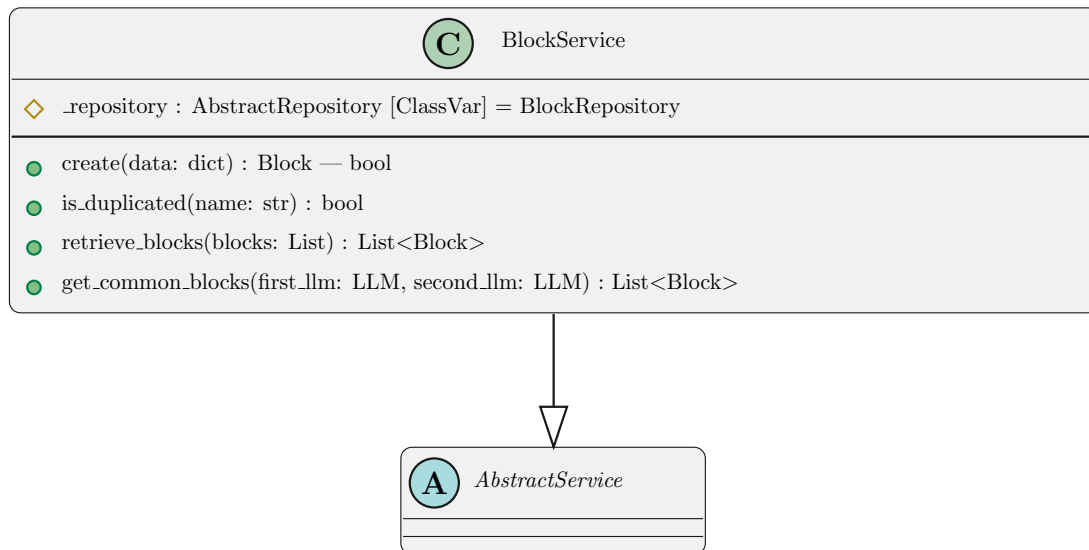 C BlockService
_repository : AbstractRepository [ClassVar] = BlockRepository
create(data: dict) : Block — bool
is_duplicated(name: str) : bool
retrieve_blocks(blocks: List) : List<Block>
get_common_blocks(first_llm: LLM, second_llm: LLM) : List<Block>
A AbstractService